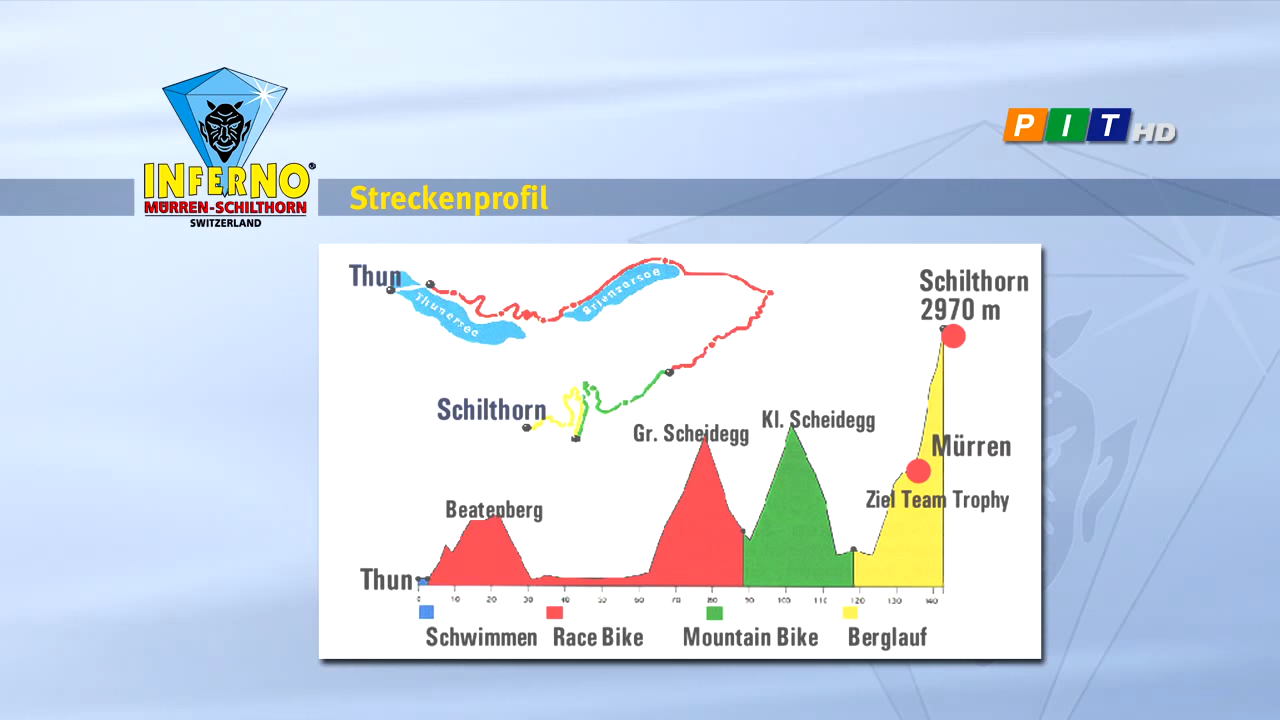 INFERNO
MÜRREN-SCHILTHORN
SWITZERLAND
PIT HD
Streckenprofil
Thun
Thunersee
Brienzersee
Schilthorn
2970 m
Schilthorn
Gr. Scheidegg
Kl. Scheidegg
Mürren
Ziel Team Trophy
Beatenberg
Thun
0 10 20 30 40 50 60 70 80 90 100 110 120 130 140
Schwimmen Race Bike Mountain Bike Berglauf